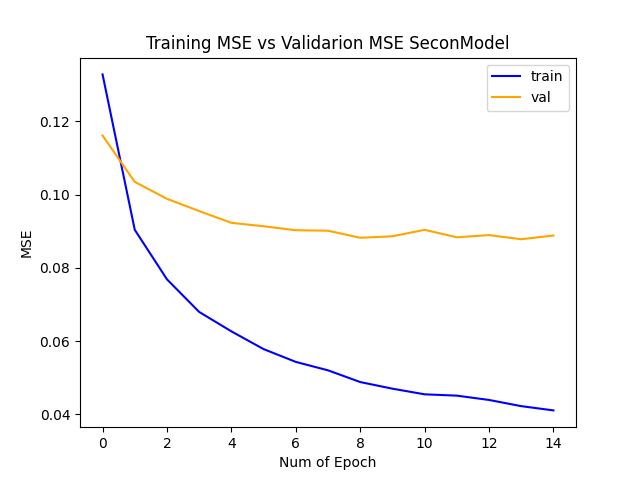 Training MSE vs Validarion MSE SeconModel
train
val
0.12
0.10
0.08
0.06
0.04
MSE
0 2 4 6 8 10 12 14
Num of Epoch